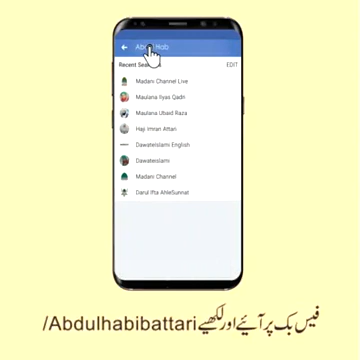 Recent Searches EDIT
Madani Channel Live
Maulana Ilyas Qadri
Maulana Ubaid Raza
Haji Imran Attari
DawateIslami English
Dawateislami
Madani Channel
Darul Ifta AhleSunnat
فیس بک پر آئیے اور لکھیے Abdulhabibattari/